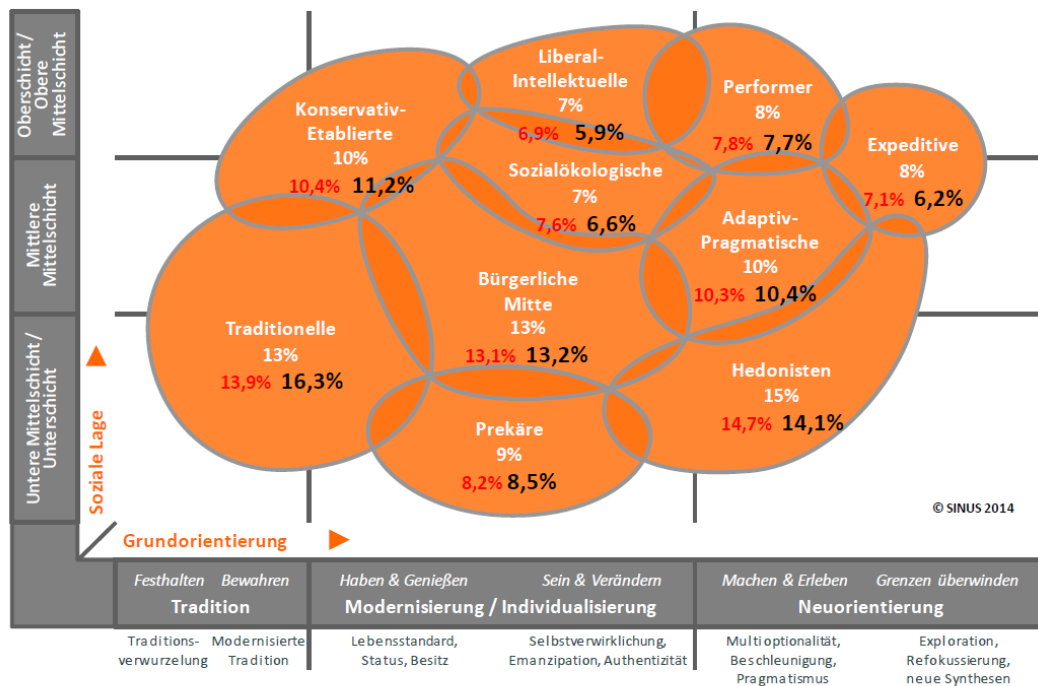 Oberschicht /
Obere
Mittelschicht
Mittlere
Mittelschicht
Untere Mittelschicht /
Unterschicht
Soziale Lage
Konservativ-
Etablierte
10%
10,4% 11,2%
Liberal-
Intellektuelle
7%
6,9% 5,9%
Performer
8%
7,8% 7,7%
Expeditive
8%
7,1% 6,2%
Sozialökologische
7%
7,6% 6,6%
Adaptiv-
Pragmatische
10%
10,3% 10,4%
Traditionelle
13%
13,9% 16,3%
Bürgerliche
Mitte
13%
13,1% 13,2%
Hedonisten
15%
14,7% 14,1%
Prekäre
9%
8,2% 8,5%
© SINUS 2014
Grundorientierung
Festhalten Bewahren
Tradition
Haben & Genießen Sein & Verändern
Modernisierung / Individualisierung
Machen & Erleben Grenzen überwinden
Neuorientierung
Traditions-
verwurzelung
Modernisierte
Tradition
Lebensstandard,
Status, Besitz
Selbstverwirklichung,
Emanzipation, Authentizität
Multioptionalität,
Beschleunigung,
Pragmatismus
Exploration,
Refokussierung,
neue Synthesen